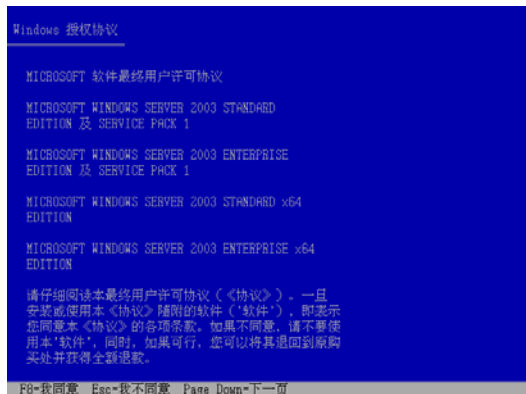 Windows 授权协议
MICROSOFT 软件最终用户许可协议
MICROSOFT WINDOWS SERVER 2003 STANDARD
EDITION 及 SERVICE PACK 1
MICROSOFT WINDOWS SERVER 2003 ENTERPRISE
EDITION 及 SERVICE PACK 1
MICROSOFT WINDOWS SERVER 2003 STANDARD x64
EDITION
MICROSOFT WINDOWS SERVER 2003 ENTERPRISE x64
EDITION
请仔细阅读本最终用户许可协议（《协议》）。一旦
安装或使用本《协议》随附的软件（'软件'），即表示
您同意本《协议》的各项条款。如果不同意，请不要使
用本'软件'，同时，如果可行，您可以将其退回到原购
买处并获得全额退款。
F8=我同意 Esc=我不同意 Page Down=下一页